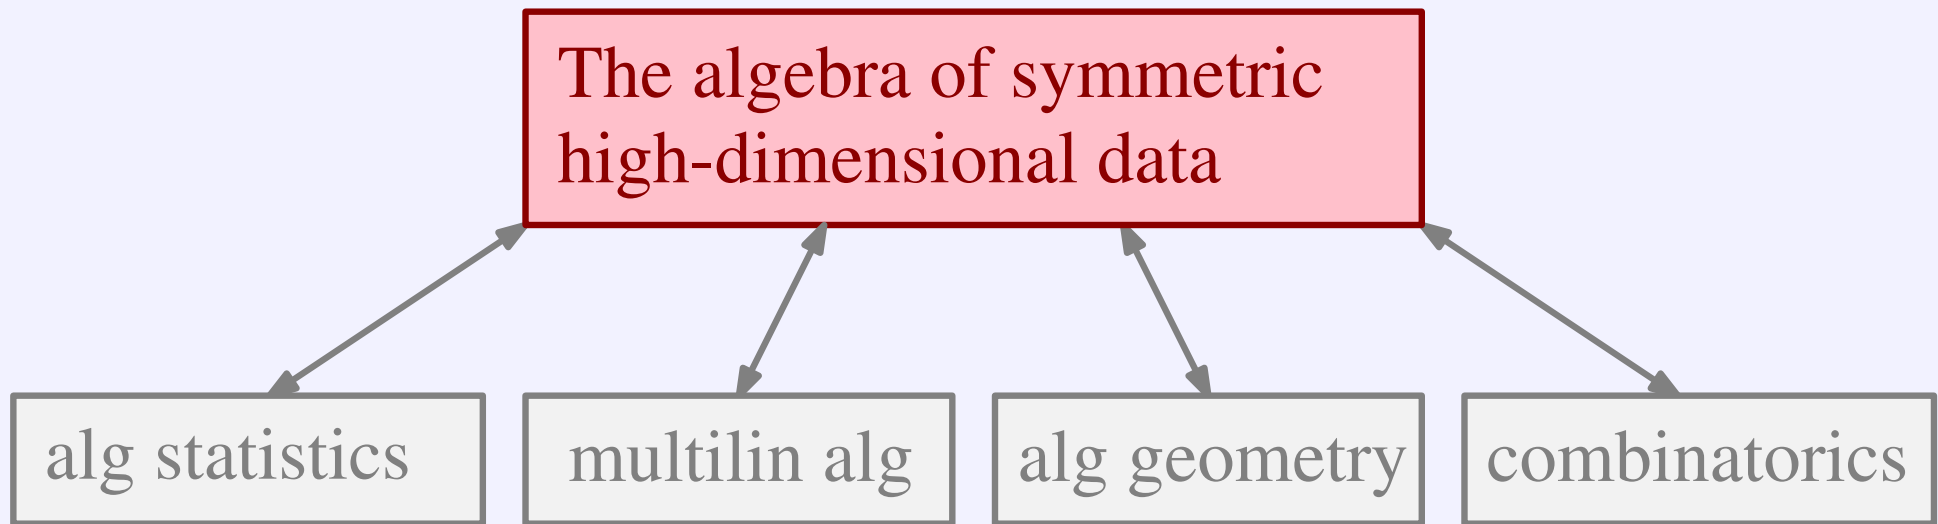 The algebra of symmetric
high-dimensional data
alg statistics
multilin alg
alg geometry
combinatorics